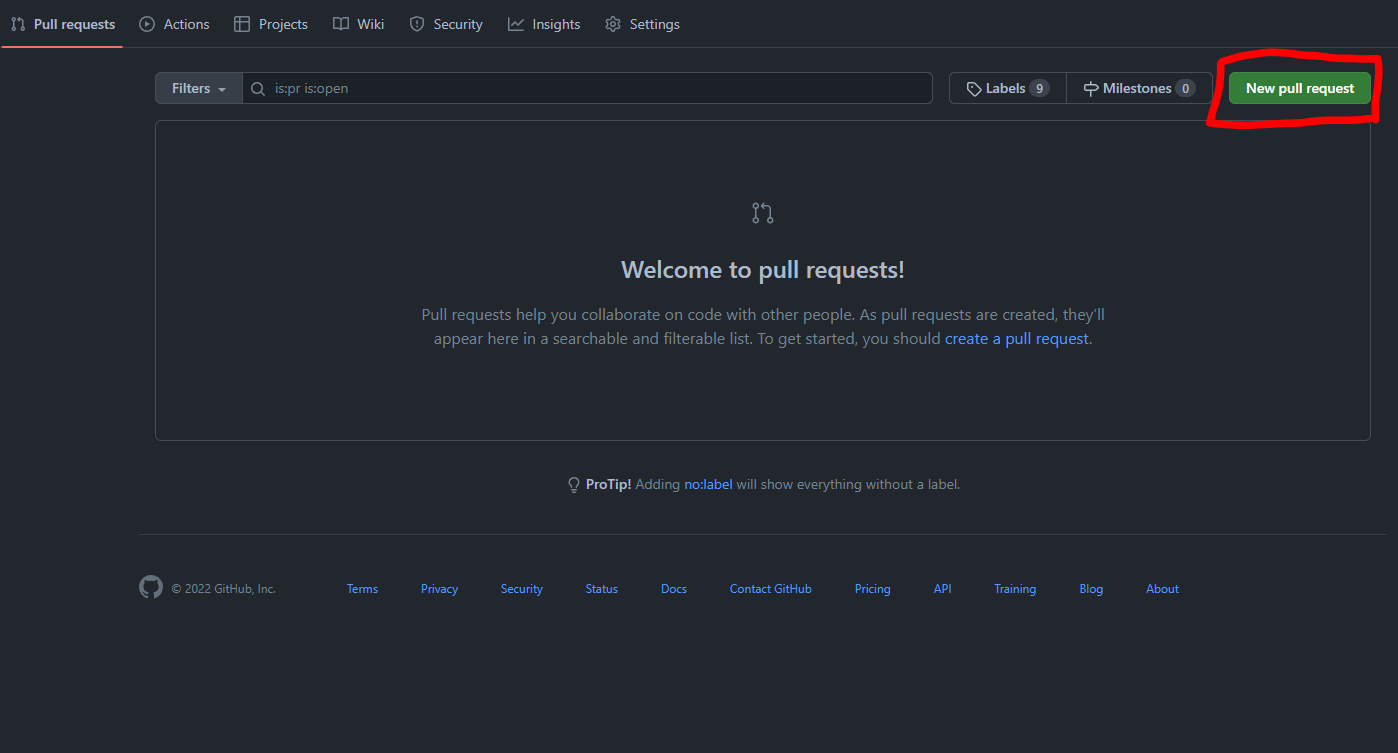 Pull requests Actions Projects Wiki Security Insights Settings
Filters is:pr is:open Labels 9 Milestones 0 New pull request
Welcome to pull requests!
Pull requests help you collaborate on code with other people. As pull requests are created, they’ll
appear here in a searchable and filterable list. To get started, you should create a pull request.
ProTip! Adding no:label will show everything without a label.
© 2022 GitHub, Inc. Terms Privacy Security Status Docs Contact GitHub Pricing API Training Blog About